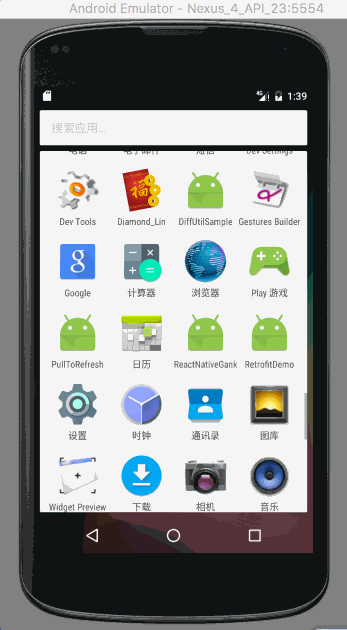 Android Emulator - Nexus_4_API_23:5554
4G 1:39
搜索应用…
电话 电子邮件 短信 Dev Settings
Dev Tools Diamond_Lin DiffUtilSample Gestures Builder
Google 计算器 浏览器 Play 游戏
PullToRefresh 日历 ReactNativeGank RetrofitDemo
设置 时钟 通讯录 图库
Widget Preview 下载 相机 音乐